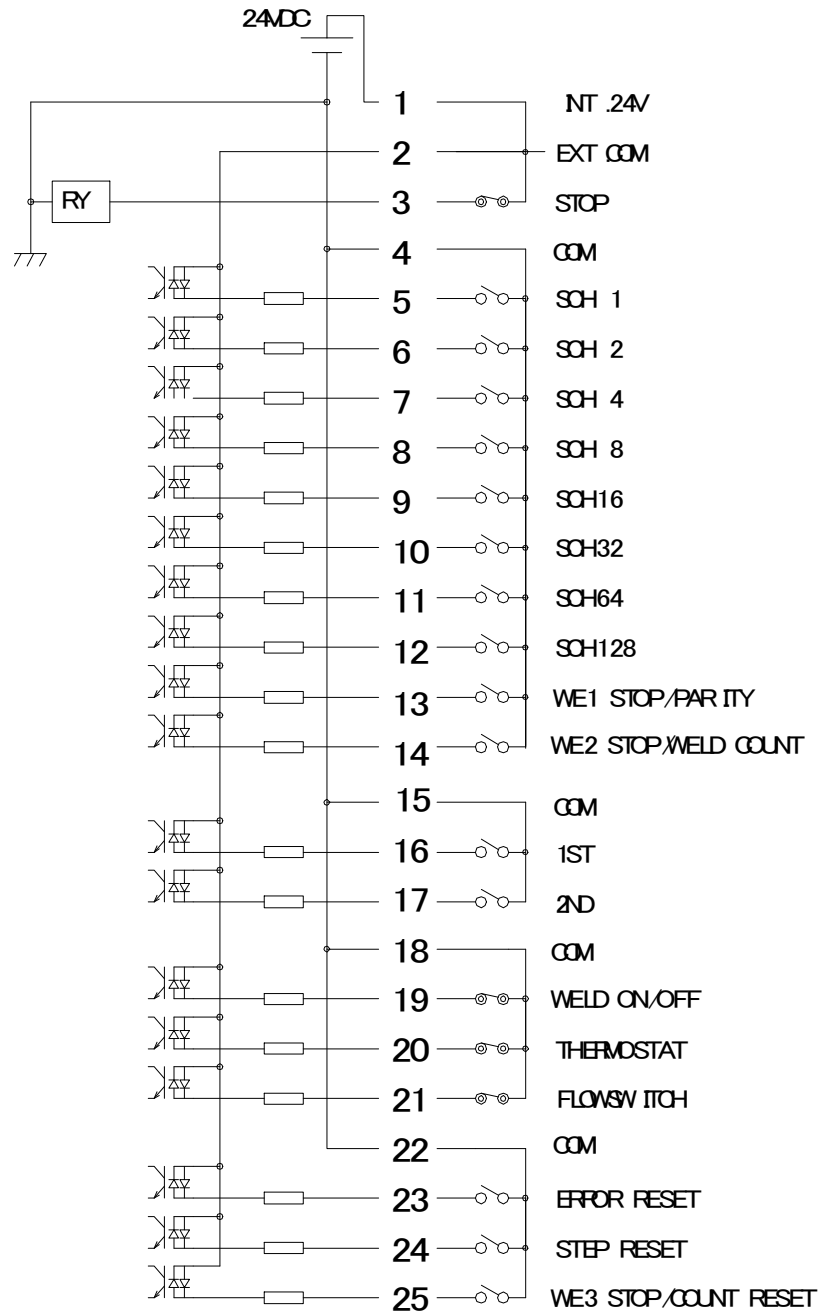 24VDC
1 INT .24V
2 EXT .COM
RY 3 STOP
4 COM
5 SCH 1
6 SCH 2
7 SCH 4
8 SCH 8
9 SCH16
10 SCH32
11 SCH64
12 SCH128
13 WE1 STOP/PARITY
14 WE2 STOP/WELD COUNT
15 COM
16 1ST
17 2ND
18 COM
19 WELD ON/OFF
20 THERMOSTAT
21 FLOWSWITCH
22 COM
23 ERROR RESET
24 STEP RESET
25 WE3 STOP/COUNT RESET